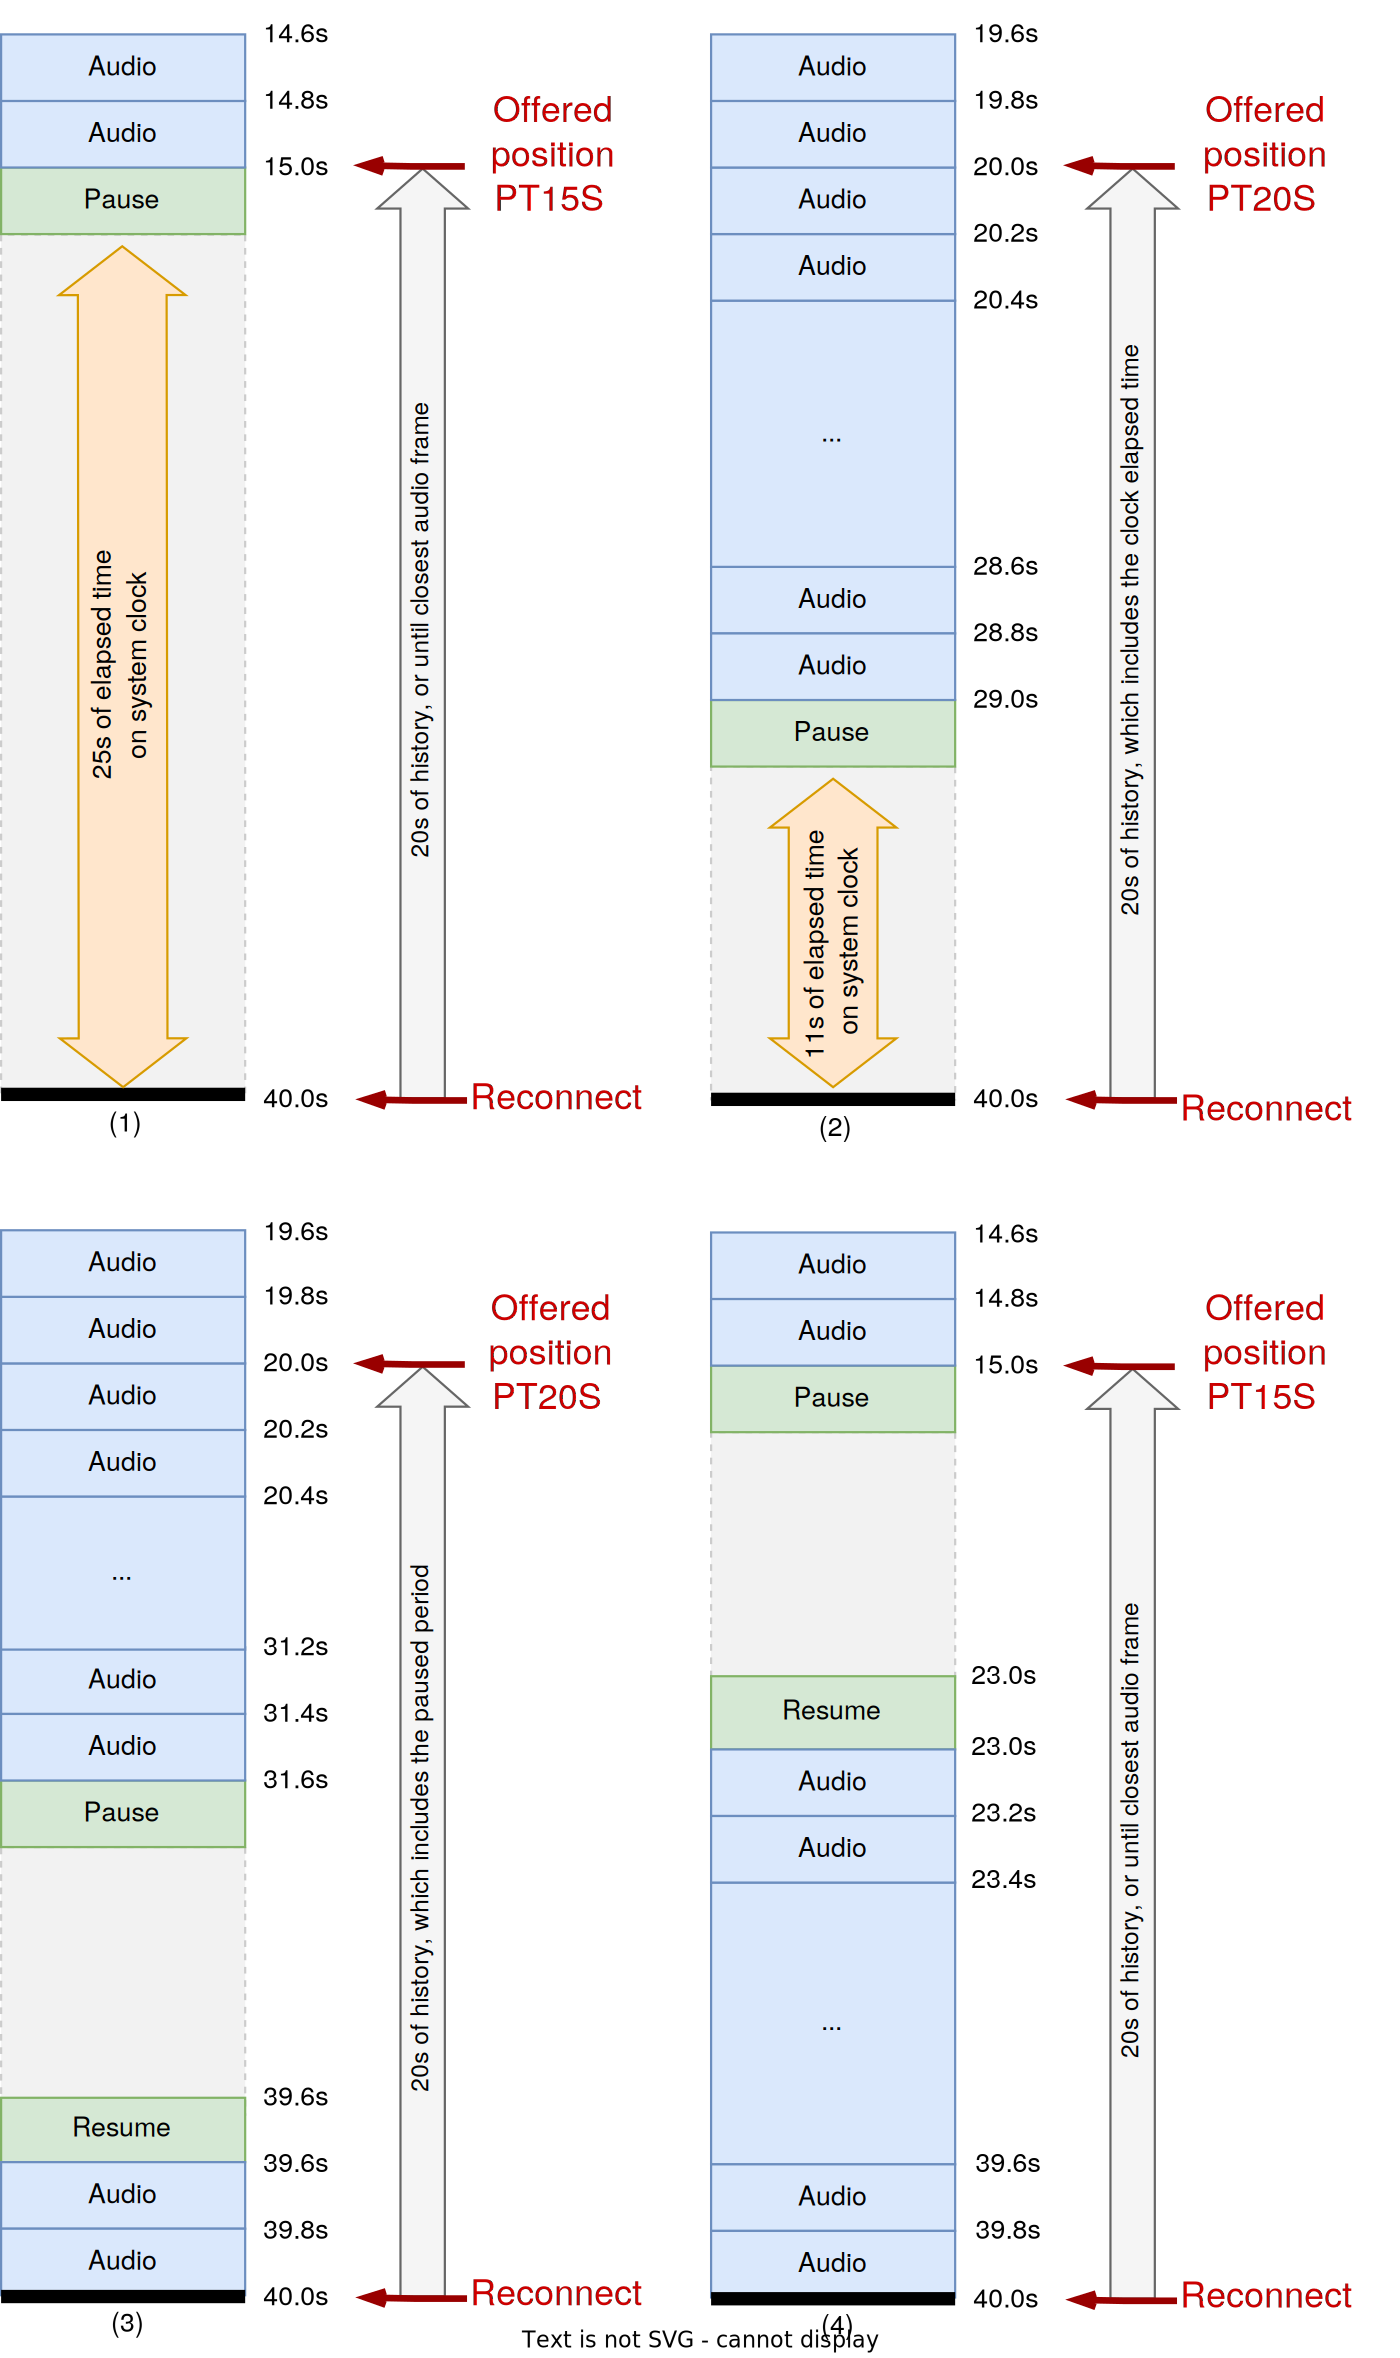 14.6s
Audio
14.8s
Audio
15.0s
Pause
Offered
position
PT15S
25s of elapsed time
on system clock
20s of history, or until closest audio frame
40.0s
Reconnect
(1)
19.6s
Audio
19.8s
Audio
20.0s
Audio
20.2s
Audio
20.4s
...
28.6s
Audio
28.8s
Audio
29.0s
Pause
Offered
position
PT20S
11s of elapsed time
on system clock
20s of history, which includes the clock elapsed time
40.0s
Reconnect
(2)
19.6s
Audio
19.8s
Audio
20.0s
Audio
20.2s
Audio
20.4s
...
31.2s
Audio
31.4s
Audio
31.6s
Pause
Offered
position
PT20S
20s of history, which includes the paused period
39.6s
Resume
39.6s
Audio
39.8s
Audio
40.0s
Reconnect
(3)
14.6s
Audio
14.8s
Audio
15.0s
Pause
Offered
position
PT15S
23.0s
Resume
23.0s
Audio
23.2s
Audio
23.4s
...
20s of history, or until closest audio frame
39.6s
Audio
39.8s
Audio
40.0s
Reconnect
(4)
Text is not SVG - cannot display